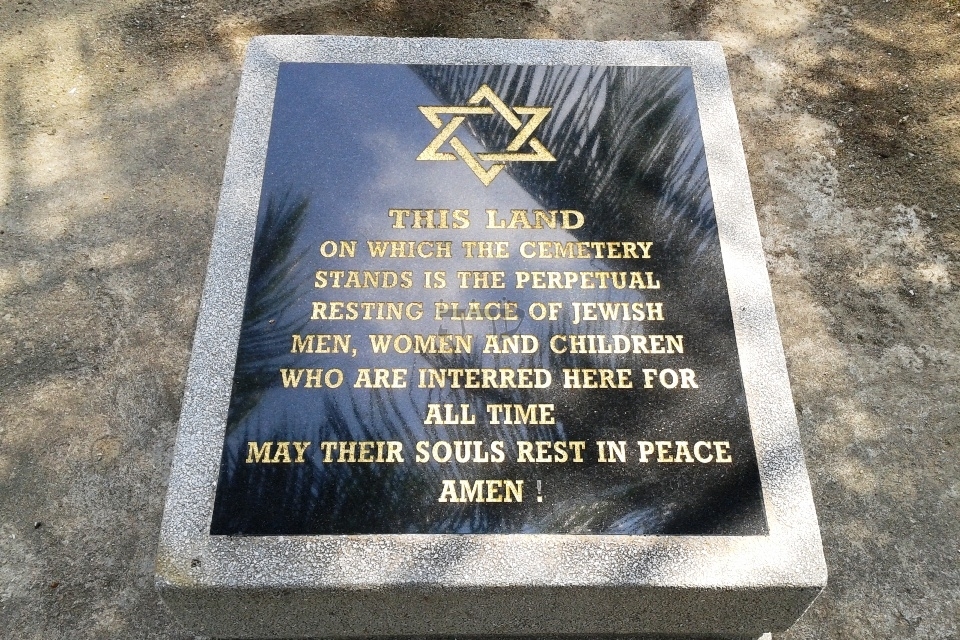 THIS LAND
ON WHICH THE CEMETERY
STANDS IS THE PERPETUAL
RESTING PLACE OF JEWISH
MEN, WOMEN AND CHILDREN
WHO ARE INTERRED HERE FOR
ALL TIME
MAY THEIR SOULS REST IN PEACE
AMEN !